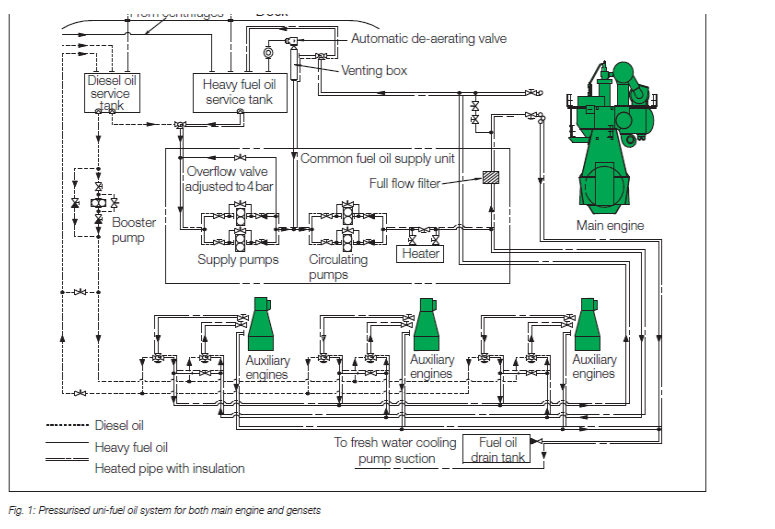 From centrifuges
Deck
Automatic de-aerating valve
Venting box
Diesel oil
service
tank
Heavy fuel oil
service tank
Common fuel oil supply unit
Overflow valve
adjusted to 4 bar
Full flow filter
Booster
pump
Main engine
Supply pumps
Circulating
pumps
Heater
Auxiliary
engines
Auxiliary
engines
Auxiliary
engines
Diesel oil
Heavy fuel oil
Heated pipe with insulation
To fresh water cooling
pump suction
Fuel oil
drain tank
Fig. 1: Pressurised uni-fuel oil system for both main engine and gensets